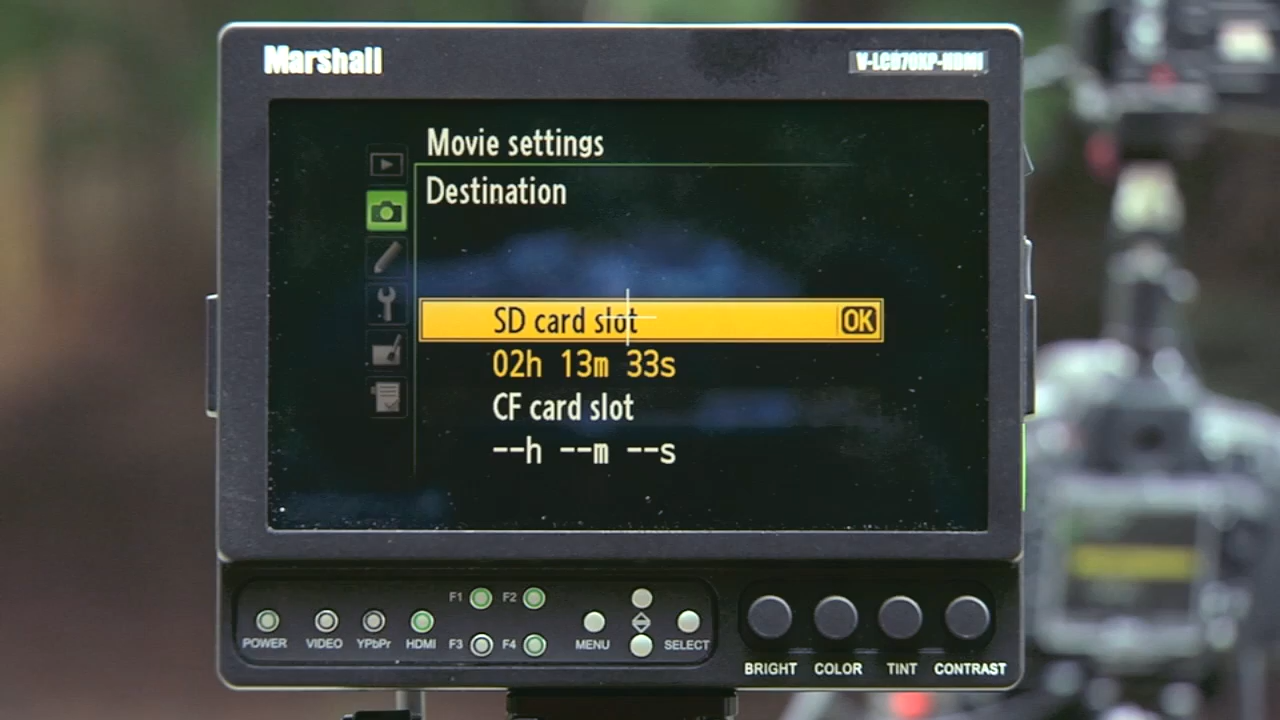 Marshall
V-LCD70XP-HDMI
Movie settings
Destination
SD card slot OK
02h 13m 33s
CF card slot
--h --m --s
F1 F2
POWER VIDEO YPbPr HDMI F3 F4 MENU SELECT
BRIGHT COLOR TINT CONTRAST